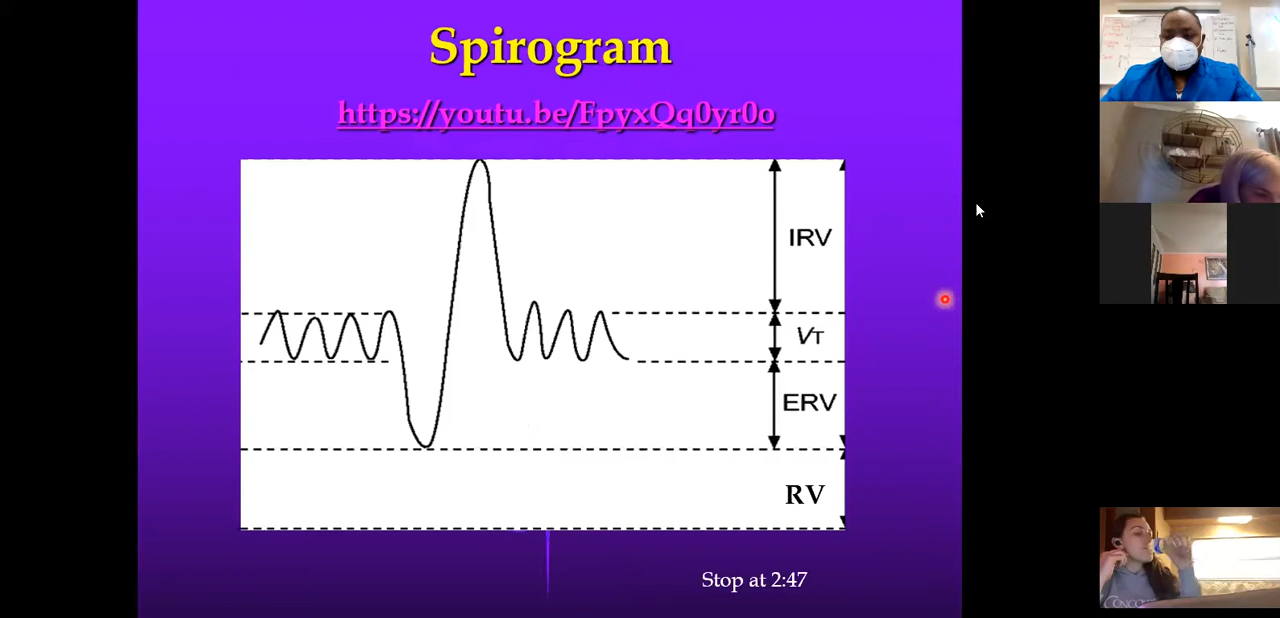 Spirogram
https://youtu.be/FpyxQq0yr0o
IRV
VT
ERV
RV
Stop at 2:47